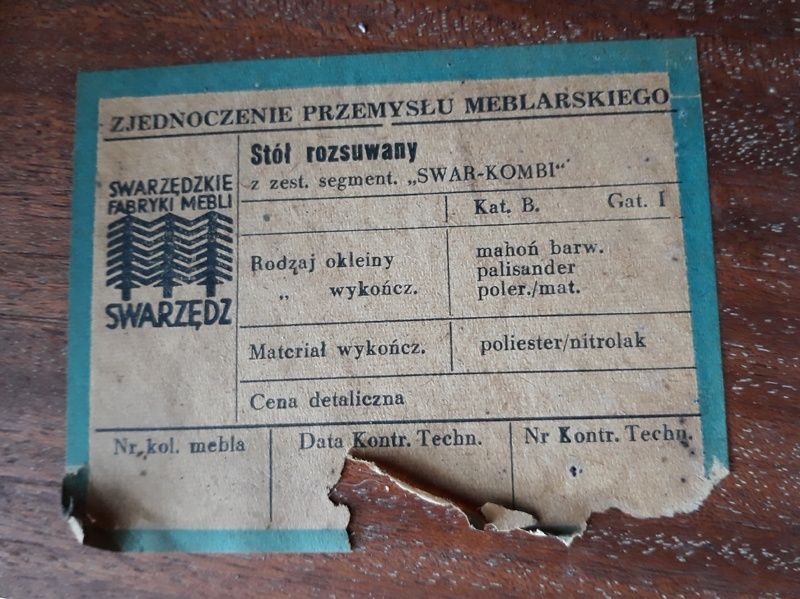 ZJEDNOCZENIE PRZEMYSŁU MEBLARSKIEGO
SWARZĘDZKIE
FABRYKI MEBLI
SWARZĘDZ
Stół rozsuwany
z zest. segment. „SWAR-KOMBI"
Kat. B. Gat. I
Rodzaj okleiny mahoń barw.
palisander
„ wykończ. poler./mat.
Materiał wykończ. poliester/nitrolak
Cena detaliczna
Nr kol. mebla Data Kontr. Techn. Nr Kontr. Techn.